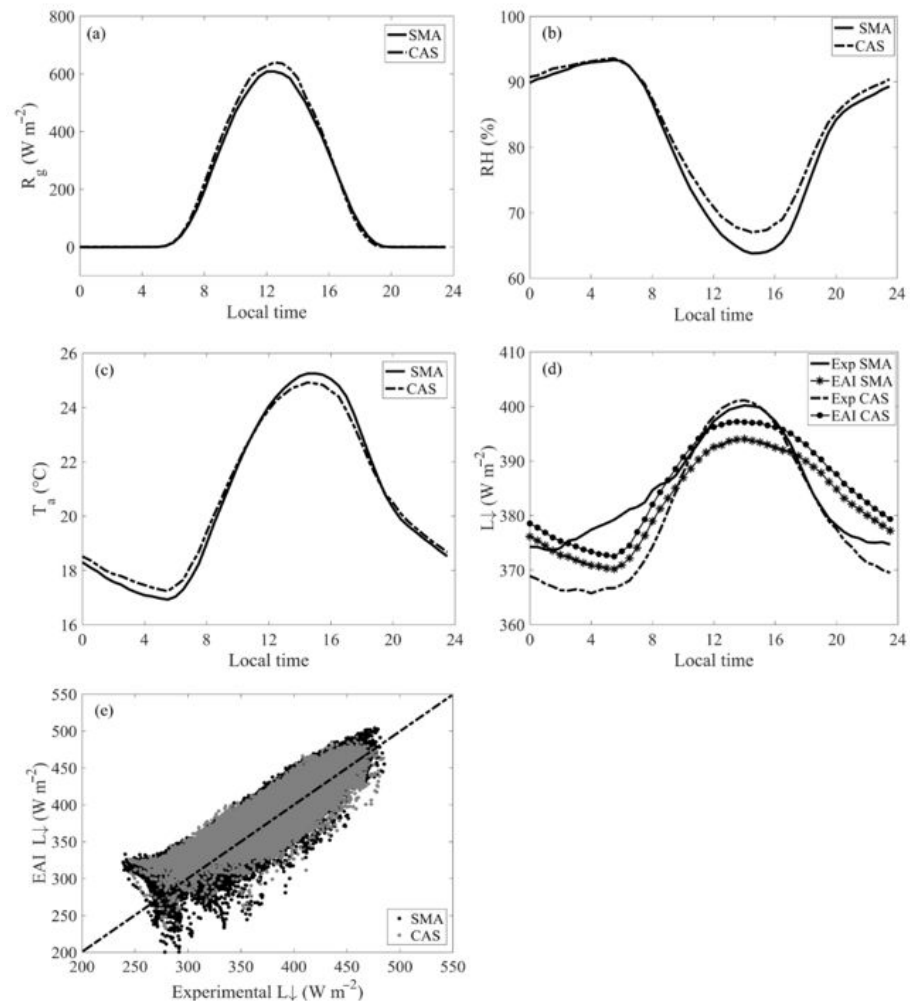 (a)
SMA
CAS
800
600
400
200
0
R_g (W m⁻²)
0 4 8 12 16 20 24
Local time
(b)
SMA
CAS
100
90
80
70
60
RH (%)
0 4 8 12 16 20 24
Local time
(c)
SMA
CAS
26
24
22
20
18
16
T_a (°C)
0 4 8 12 16 20 24
Local time
(d)
Exp SMA
EAI SMA
Exp CAS
EAI CAS
410
400
390
380
370
360
L↓ (W m⁻²)
0 4 8 12 16 20 24
Local time
(e)
550
500
450
400
350
300
250
200
EAI L↓ (W m⁻²)
SMA
CAS
200 250 300 350 400 450 500 550
Experimental L↓ (W m⁻²)